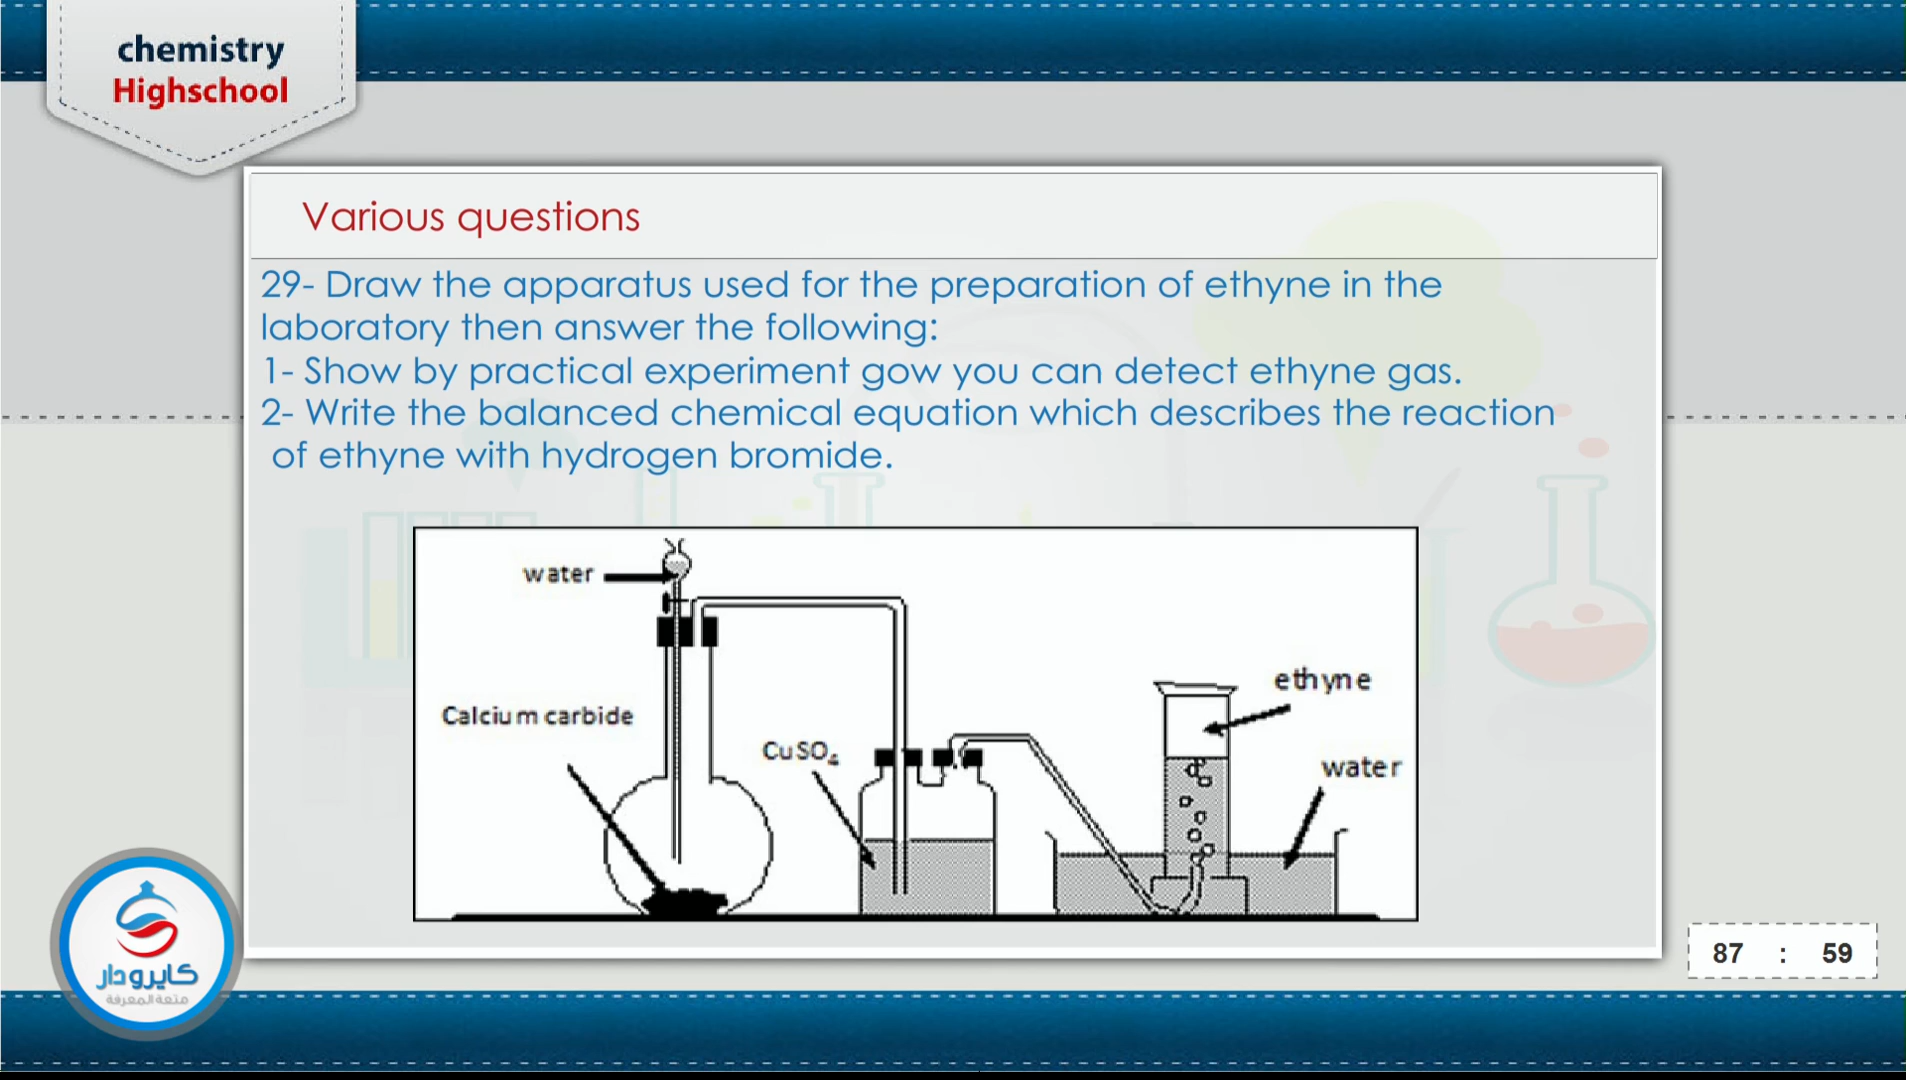 chemistry
Highschool
Various questions
29- Draw the apparatus used for the preparation of ethyne in the
laboratory then answer the following:
1- Show by practical experiment gow you can detect ethyne gas.
2- Write the balanced chemical equation which describes the reaction
of ethyne with hydrogen bromide.
water
Calcium carbide
CuSO₄
ethyne
water
كايرودار
متعة المعرفة
87 : 59